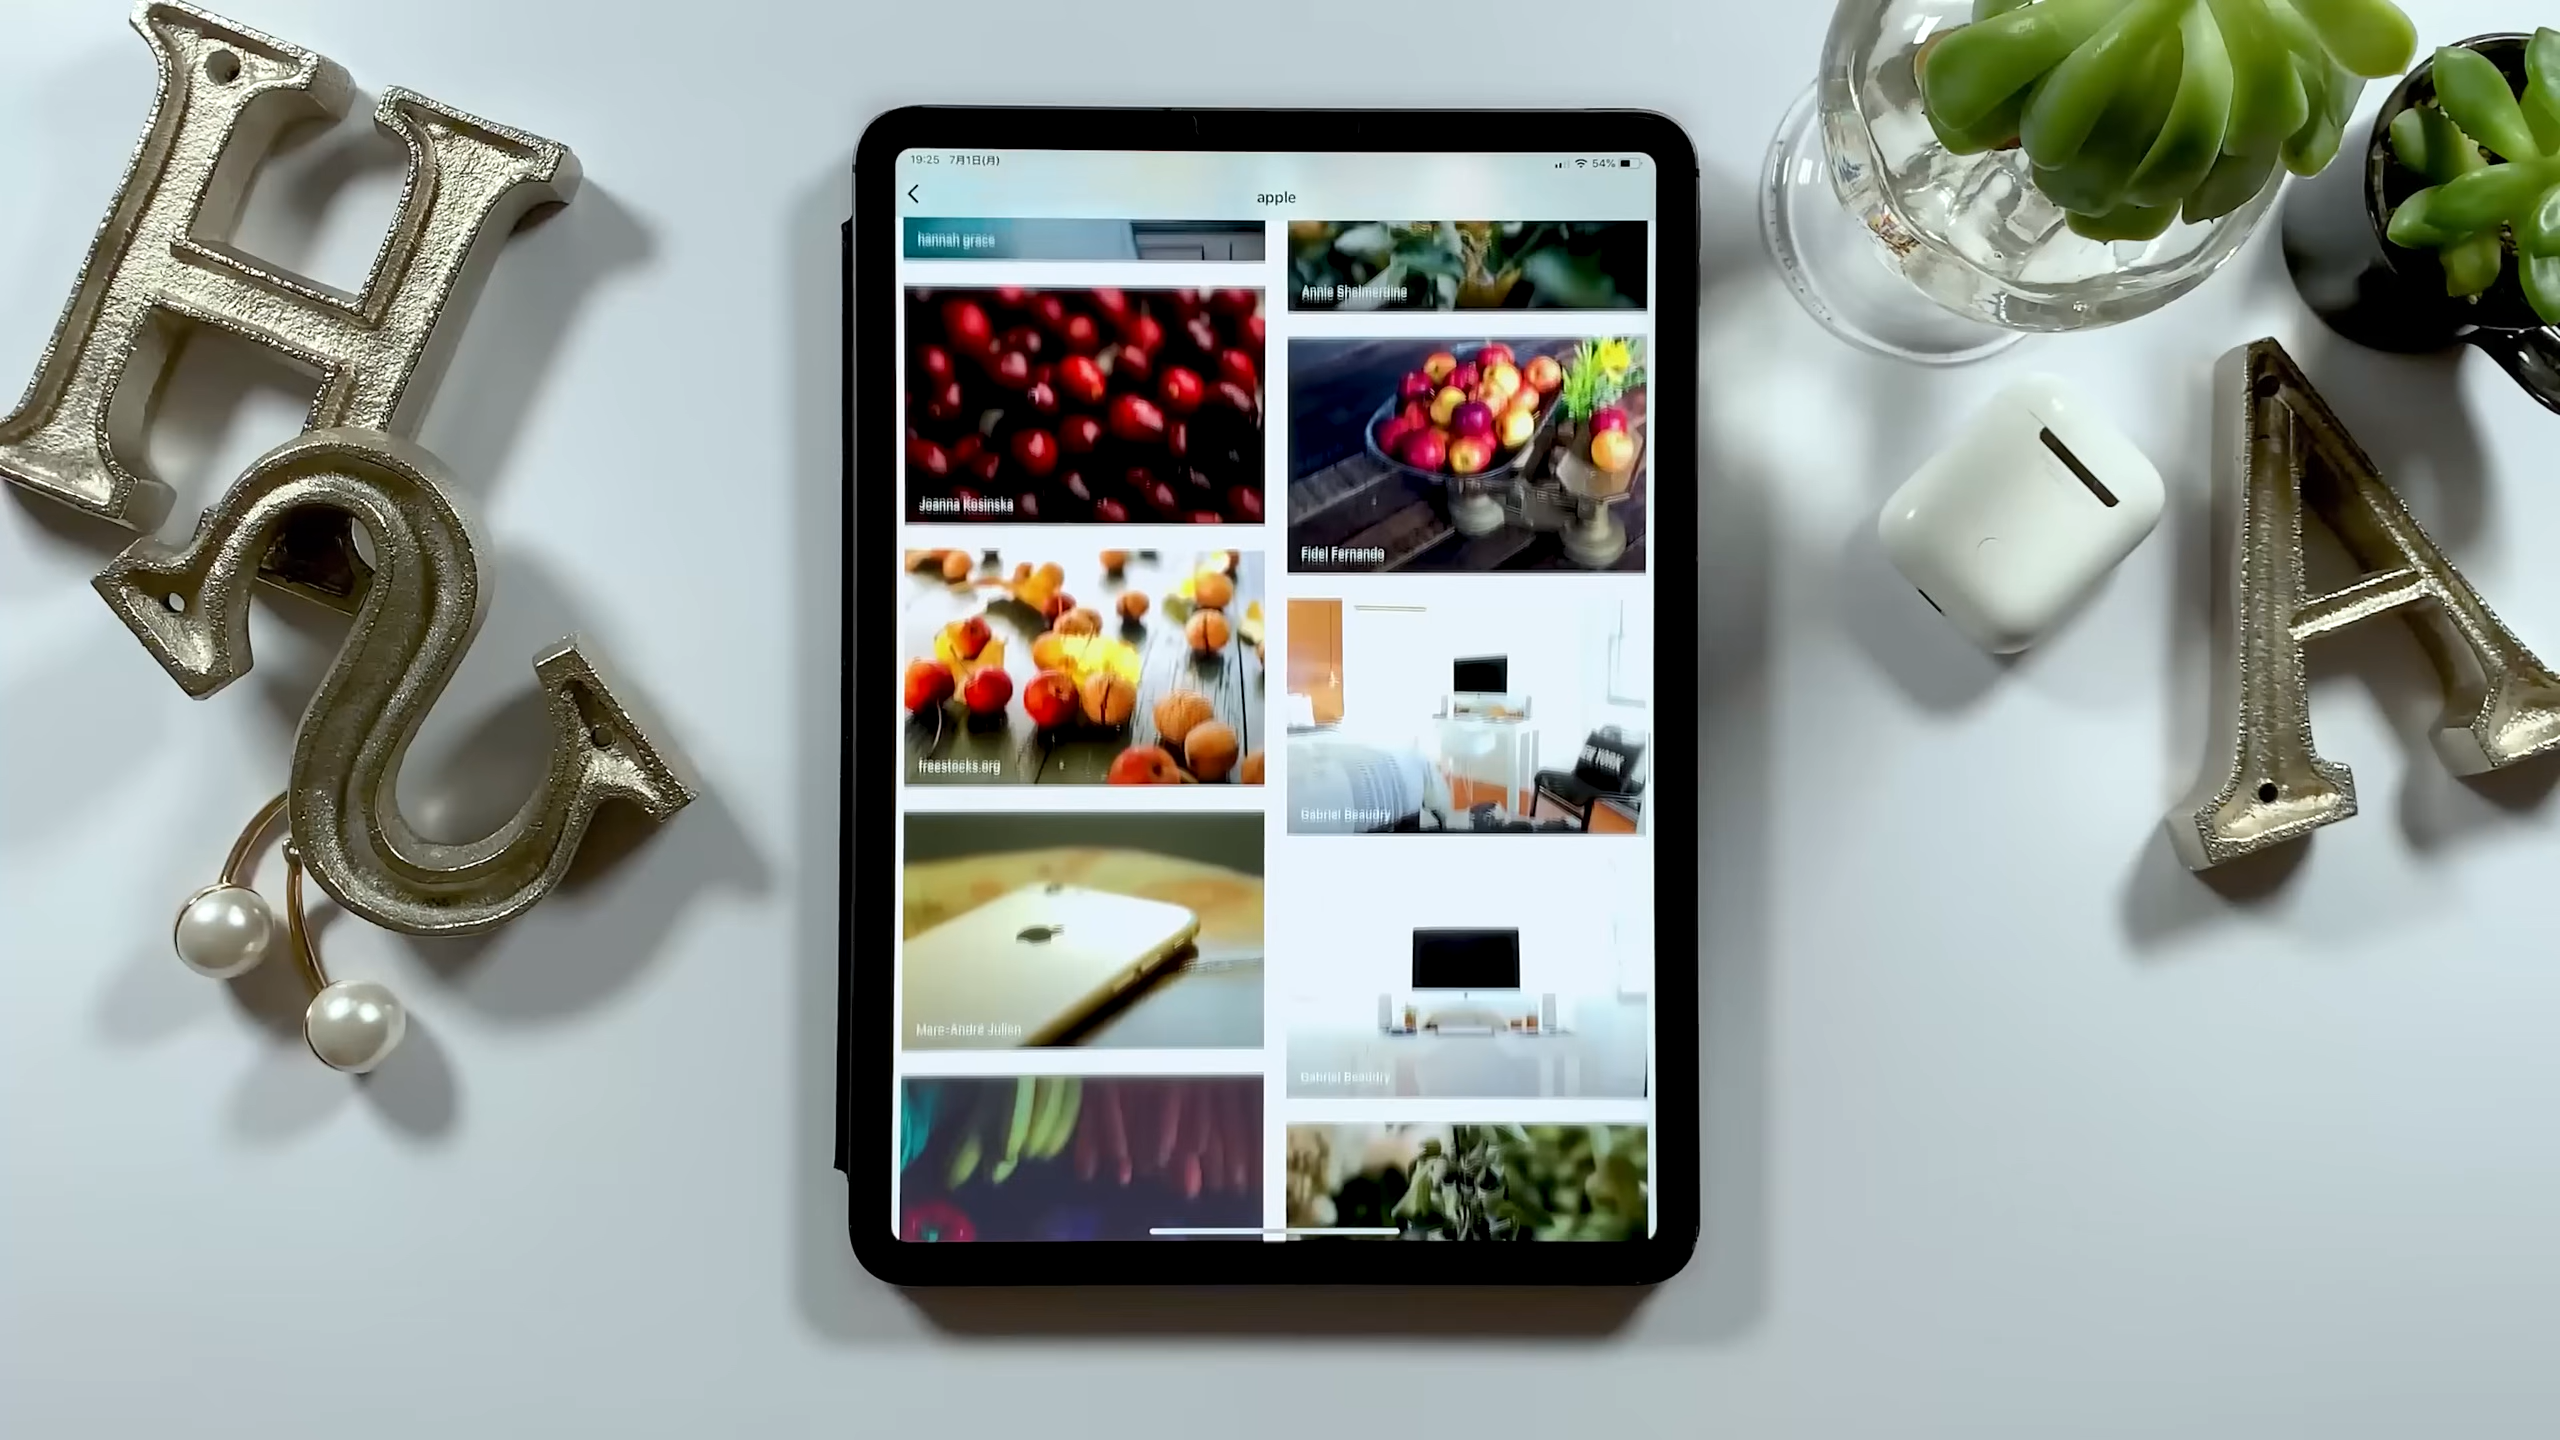 H
S
A
19:25 7月1日(月)
54%
apple
hannah grace
Annie Shelmerdine
Joanna Kosinska
Fidel Fernando
freestocks.org
Gabriel Beaudry
Marc-André Julien
Gabriel Beaudry